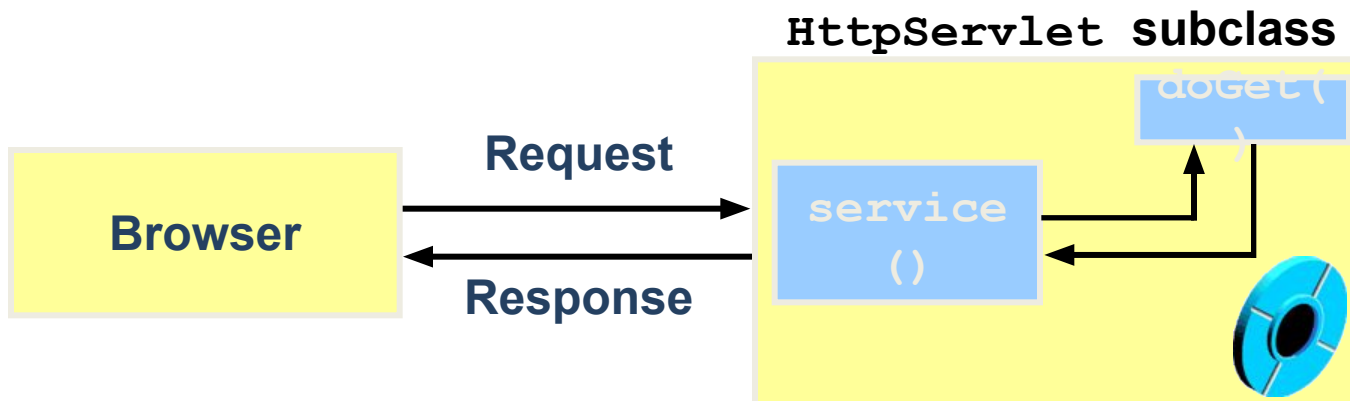 HttpServlet subclass
doGet(
)
Request
service
()
Browser
Response